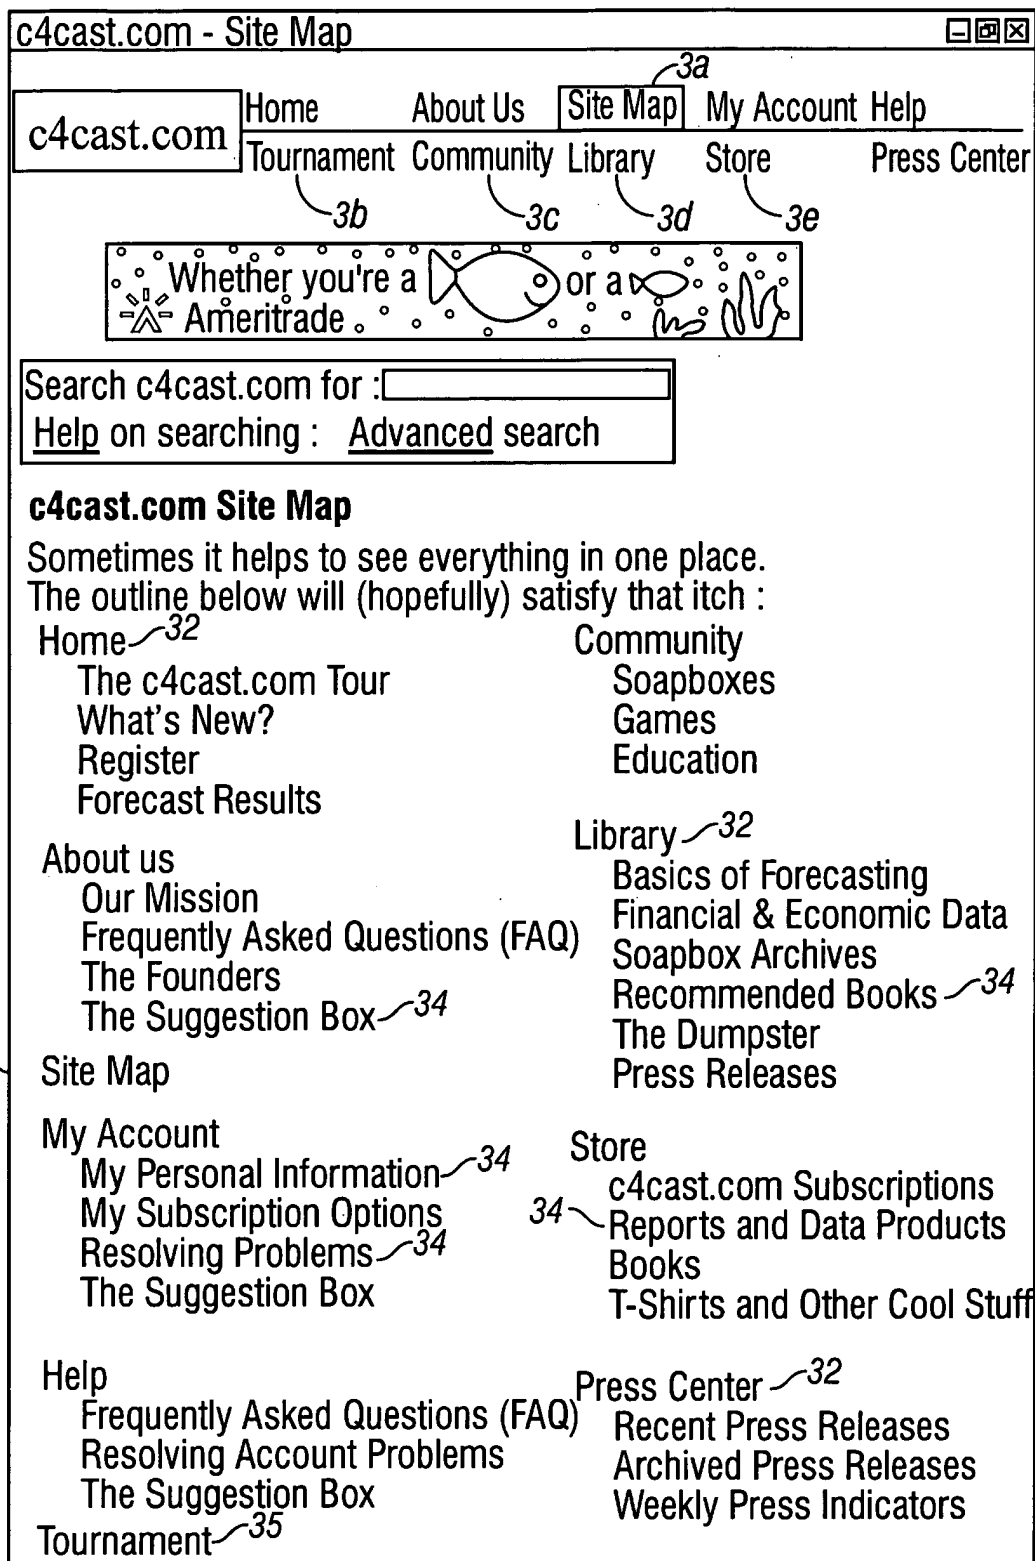 c4cast.com - Site Map
3a
c4cast.com
Home About Us Site Map My Account Help
Tournament Community Library Store Press Center
3b 3c 3d 3e
Whether you're a or a
Ameritrade
Search c4cast.com for :
Help on searching : Advanced search
c4cast.com Site Map
Sometimes it helps to see everything in one place.
The outline below will (hopefully) satisfy that itch :
Home 32
The c4cast.com Tour
What's New?
Register
Forecast Results
About us
Our Mission
Frequently Asked Questions (FAQ)
The Founders
The Suggestion Box 34
Site Map
My Account
My Personal Information 34
My Subscription Options
Resolving Problems 34
The Suggestion Box
Help
Frequently Asked Questions (FAQ)
Resolving Account Problems
The Suggestion Box
Tournament 35
Community
Soapboxes
Games
Education
Library 32
Basics of Forecasting
Financial & Economic Data
Soapbox Archives
Recommended Books 34
The Dumpster
Press Releases
Store
c4cast.com Subscriptions
34 Reports and Data Products
Books
T-Shirts and Other Cool Stuff
Press Center 32
Recent Press Releases
Archived Press Releases
Weekly Press Indicators